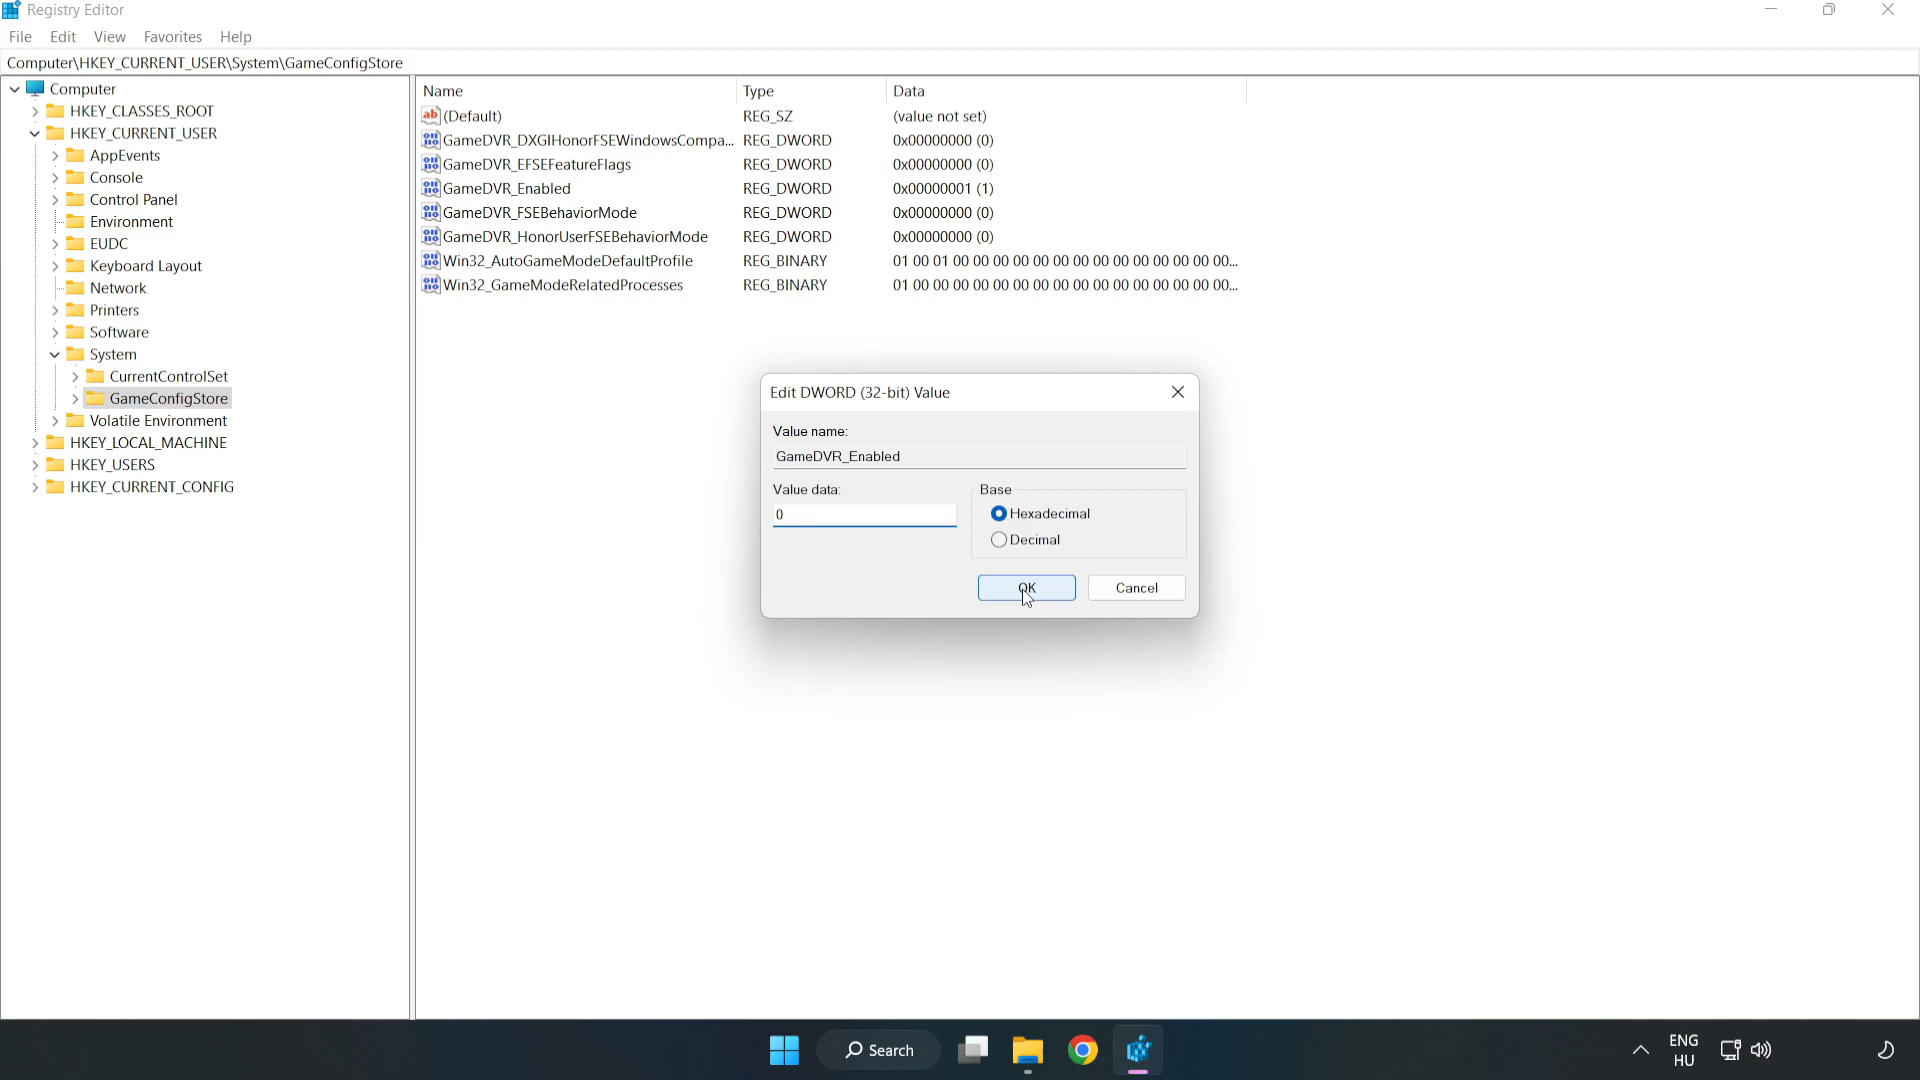 Registry Editor
File Edit View Favorites Help
Computer\HKEY_CURRENT_USER\System\GameConfigStore
Computer
HKEY_CLASSES_ROOT
HKEY_CURRENT_USER
AppEvents
Console
Control Panel
Environment
EUDC
Keyboard Layout
Network
Printers
Software
System
CurrentControlSet
GameConfigStore
Volatile Environment
HKEY_LOCAL_MACHINE
HKEY_USERS
HKEY_CURRENT_CONFIG
Name Type Data
(Default) REG_SZ (value not set)
GameDVR_DXGIHonorFSEWindowsCompa... REG_DWORD 0x00000000 (0)
GameDVR_EFSEFeatureFlags REG_DWORD 0x00000000 (0)
GameDVR_Enabled REG_DWORD 0x00000001 (1)
GameDVR_FSEBehaviorMode REG_DWORD 0x00000000 (0)
GameDVR_HonorUserFSEBehaviorMode REG_DWORD 0x00000000 (0)
Win32_AutoGameModeDefaultProfile REG_BINARY 01 00 01 00 00 00 00 00 00 00 00 00 00 00 00 00 00...
Win32_GameModeRelatedProcesses REG_BINARY 01 00 00 00 00 00 00 00 00 00 00 00 00 00 00 00 00...
Edit DWORD (32-bit) Value
Value name:
GameDVR_Enabled
Value data: Base
0 Hexadecimal
Decimal
OK Cancel
Search
ENG
HU